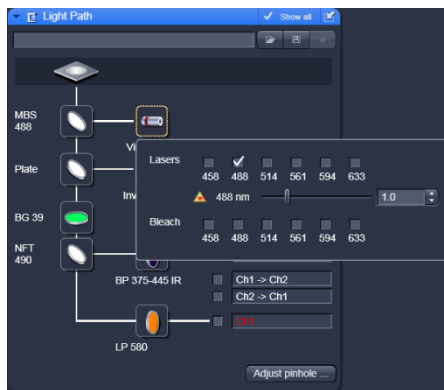 Light Path
Show all
MBS
488
Vi
Lasers
458 488 514 561 594 633
488 nm 1.0
Plate
Inv
Bleach
458 488 514 561 594 633
BG 39
NFT
490
BP 375-445 IR
Ch1 -> Ch2
Ch2 -> Ch1
Ch1
LP 580
Adjust pinhole ...